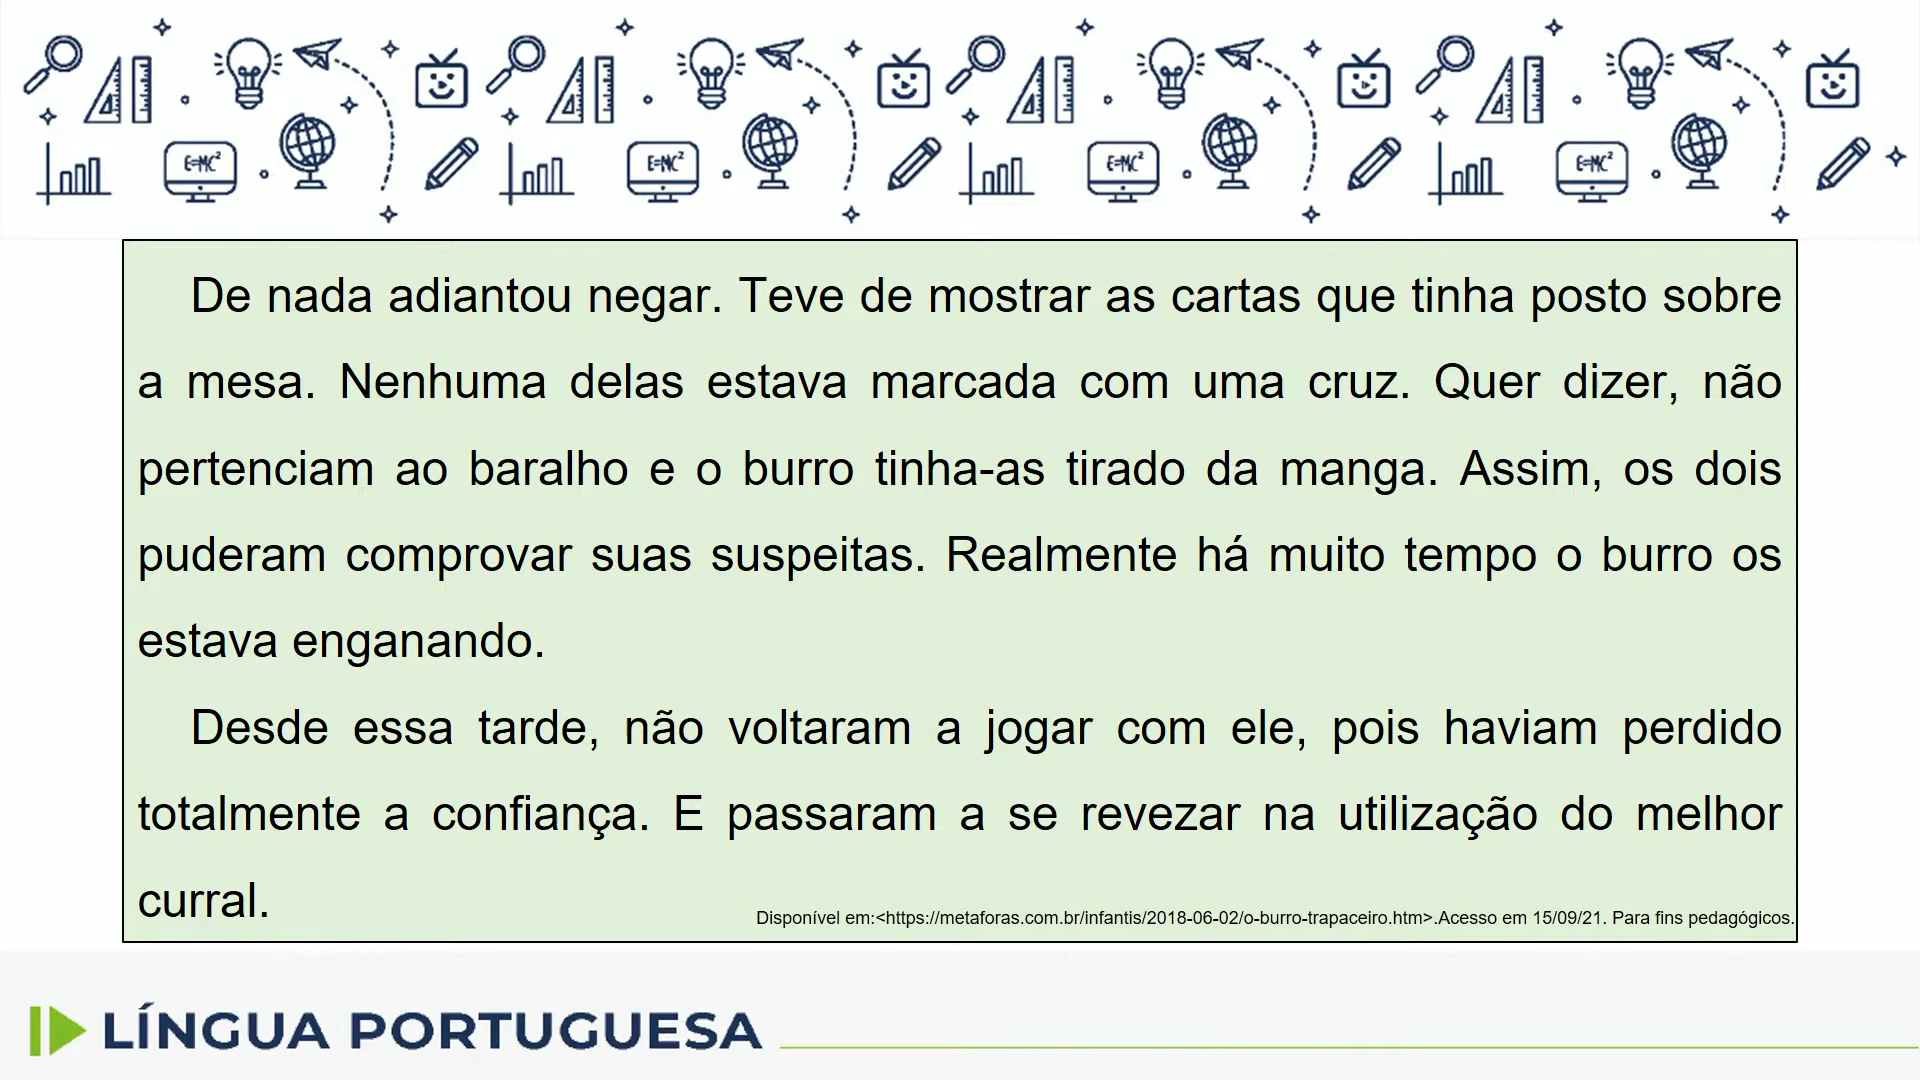 E=MC²
E=MC²
E=MC²
E=MC²
De nada adiantou negar. Teve de mostrar as cartas que tinha posto sobre
a mesa. Nenhuma delas estava marcada com uma cruz. Quer dizer, não
pertenciam ao baralho e o burro tinha-as tirado da manga. Assim, os dois
puderam comprovar suas suspeitas. Realmente há muito tempo o burro os
estava enganando.
Desde essa tarde, não voltaram a jogar com ele, pois haviam perdido
totalmente a confiança. E passaram a se revezar na utilização do melhor
curral.
Disponível em:<https://metaforas.com.br/infantis/2018-06-02/o-burro-trapaceiro.htm>.Acesso em 15/09/21. Para fins pedagógicos.
LÍNGUA PORTUGUESA